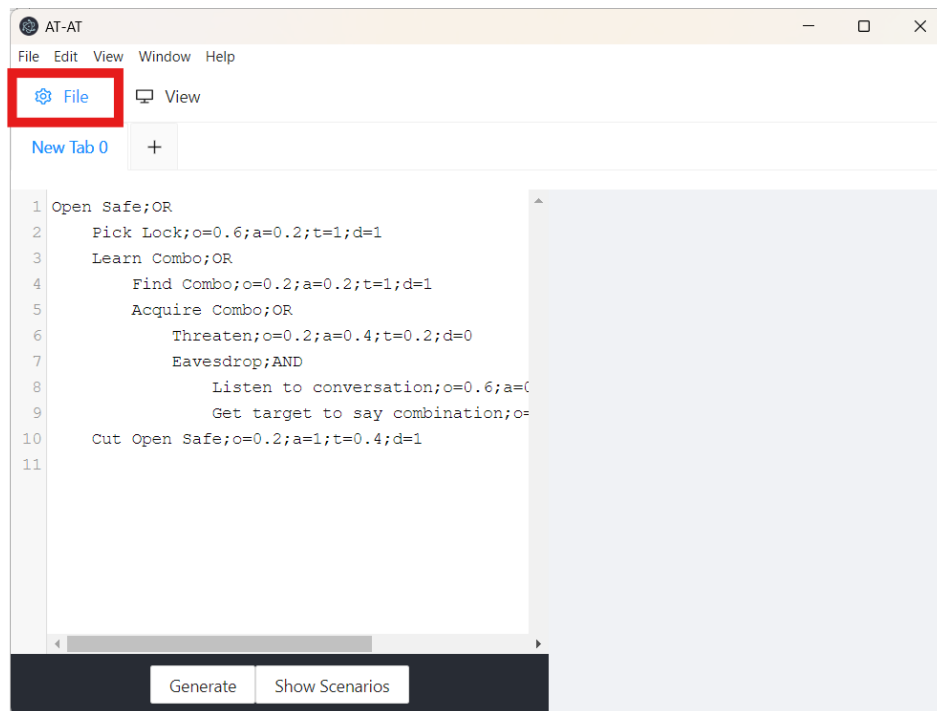 AT-AT
File Edit View Window Help
File View
New Tab 0 +
1 Open Safe;OR
2 Pick Lock;o=0.6;a=0.2;t=1;d=1
3 Learn Combo;OR
4 Find Combo;o=0.2;a=0.2;t=1;d=1
5 Acquire Combo;OR
6 Threaten;o=0.2;a=0.4;t=0.2;d=0
7 Eavesdrop;AND
8 Listen to conversation;o=0.6;a=
9 Get target to say combination;o=
10 Cut Open Safe;o=0.2;a=1;t=0.4;d=1
11
Generate Show Scenarios